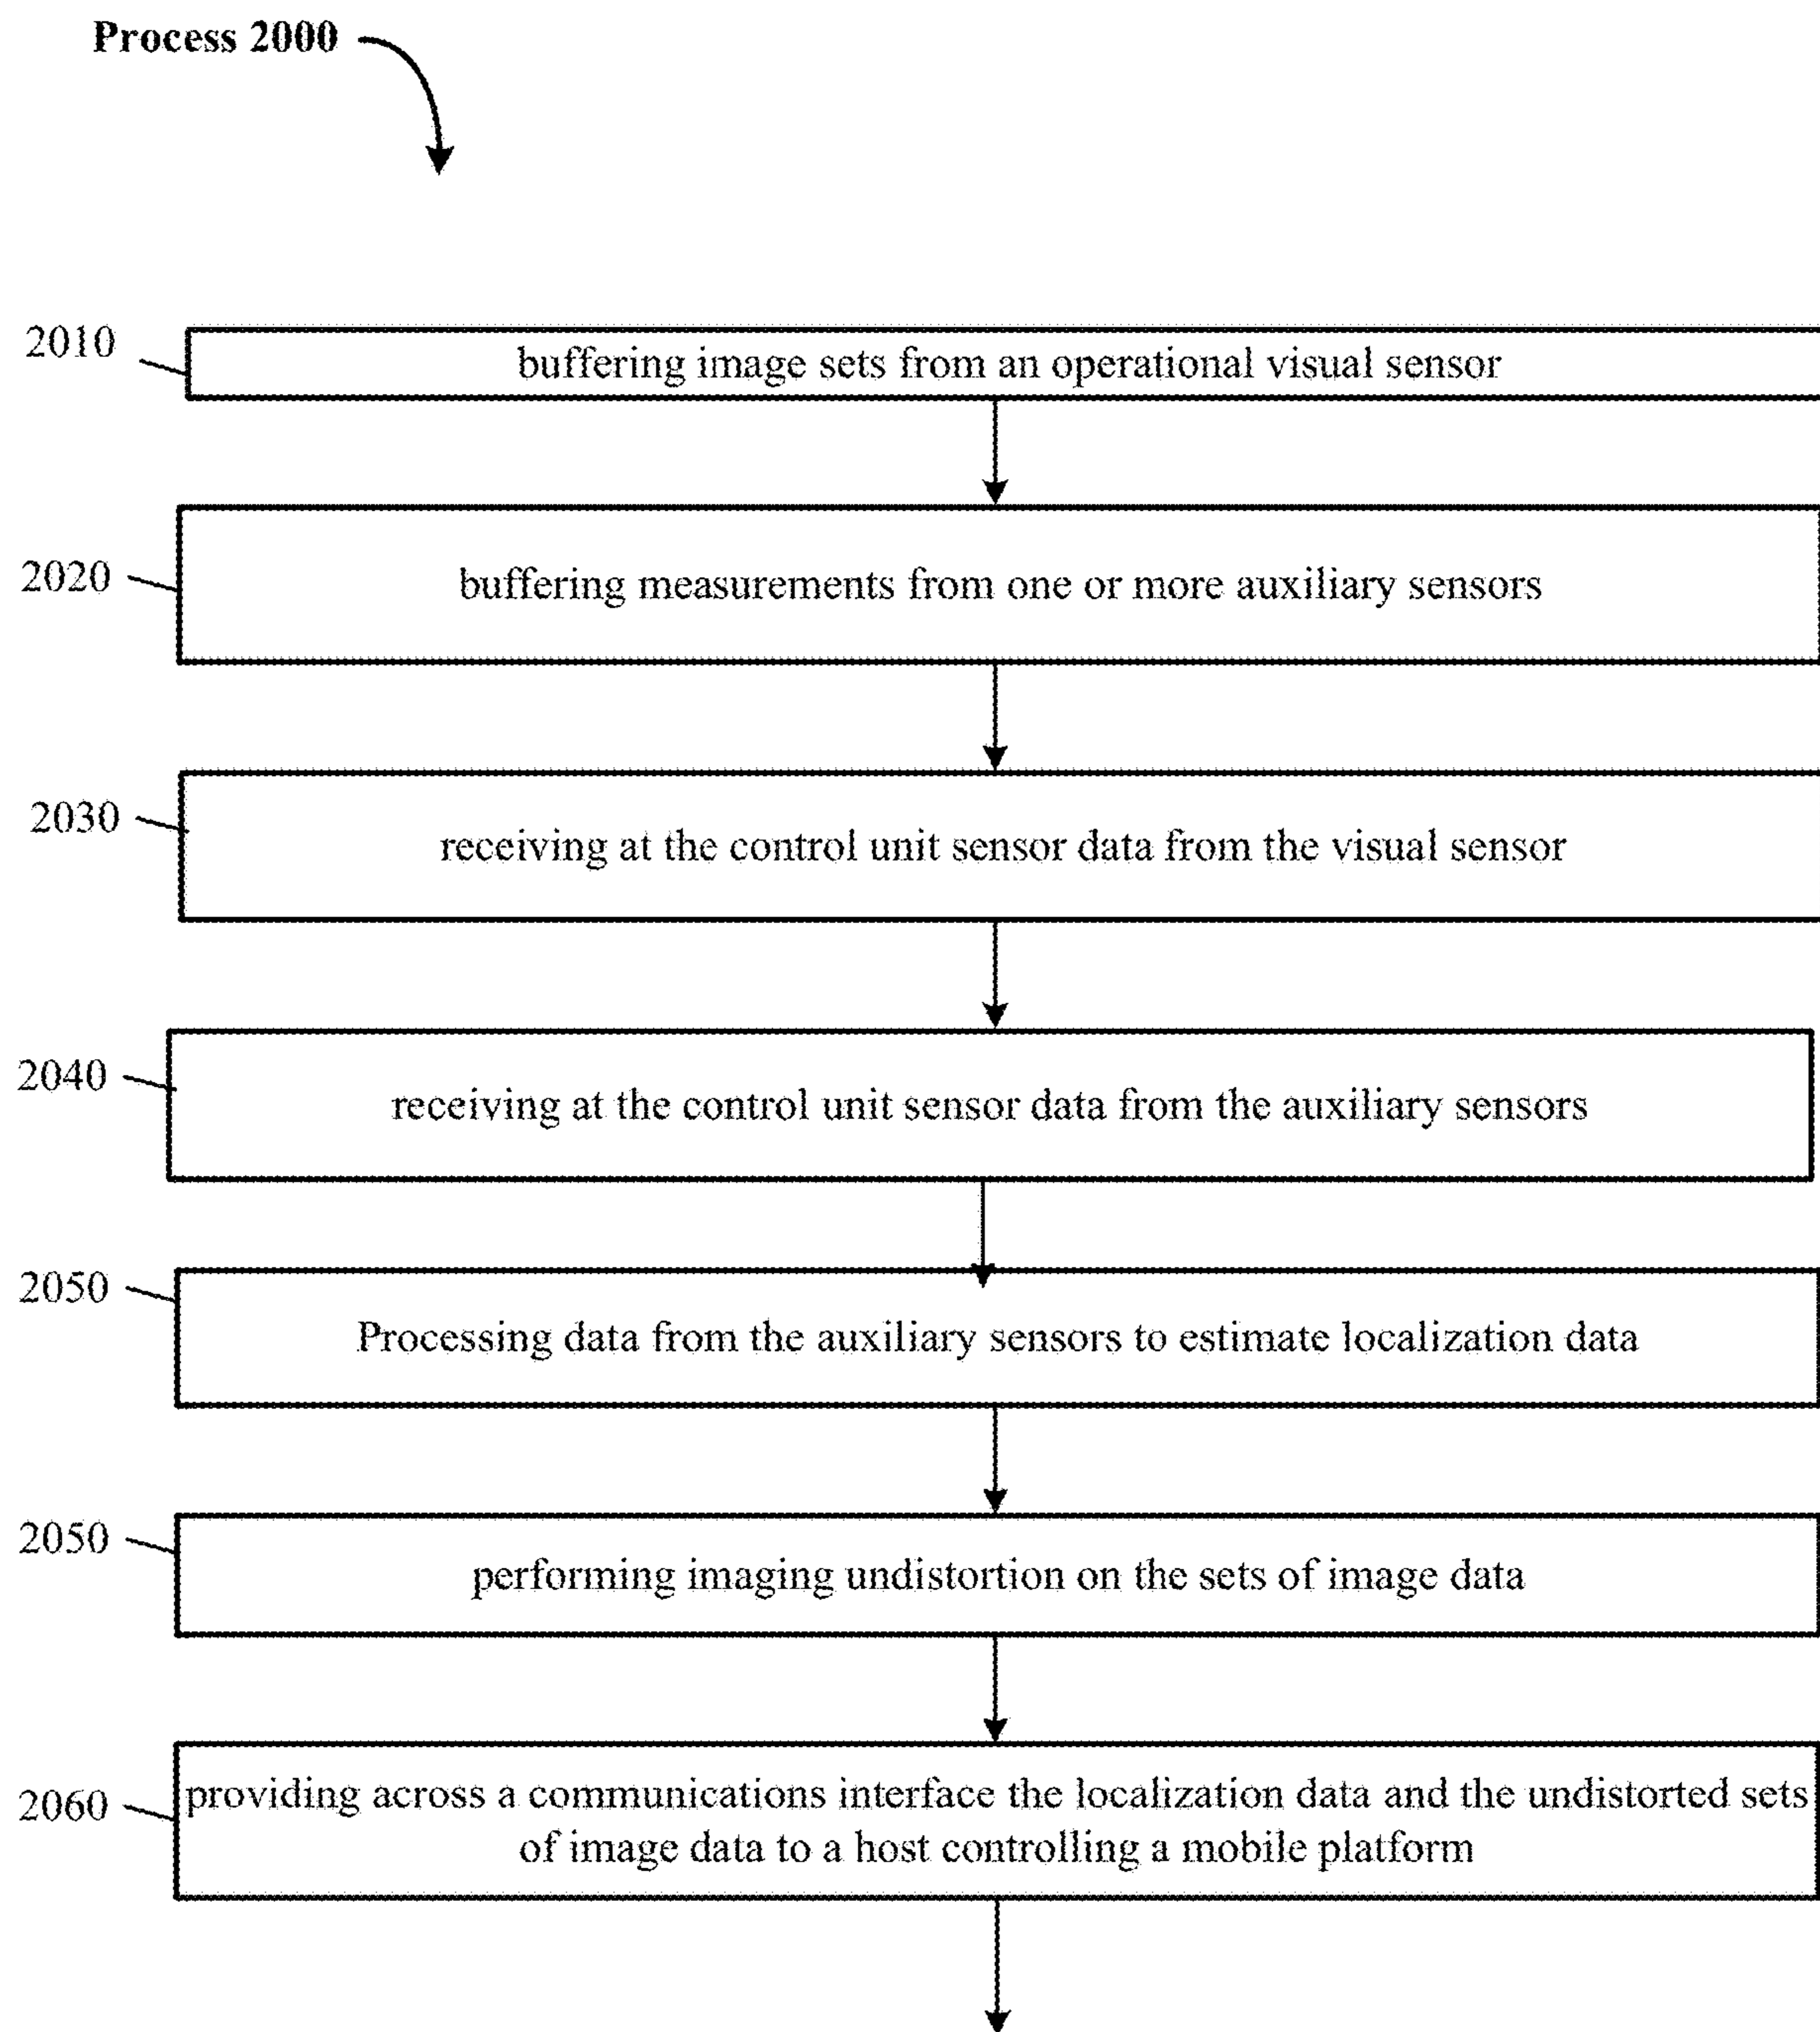 Process 2000
2010
buffering image sets from an operational visual sensor
2020
buffering measurements from one or more auxiliary sensors
2030
receiving at the control unit sensor data from the visual sensor
2040
receiving at the control unit sensor data from the auxiliary sensors
2050
Processing data from the auxiliary sensors to estimate localization data
2050
performing imaging undistortion on the sets of image data
2060
providing across a communications interface the localization data and the undistorted sets
of image data to a host controlling a mobile platform